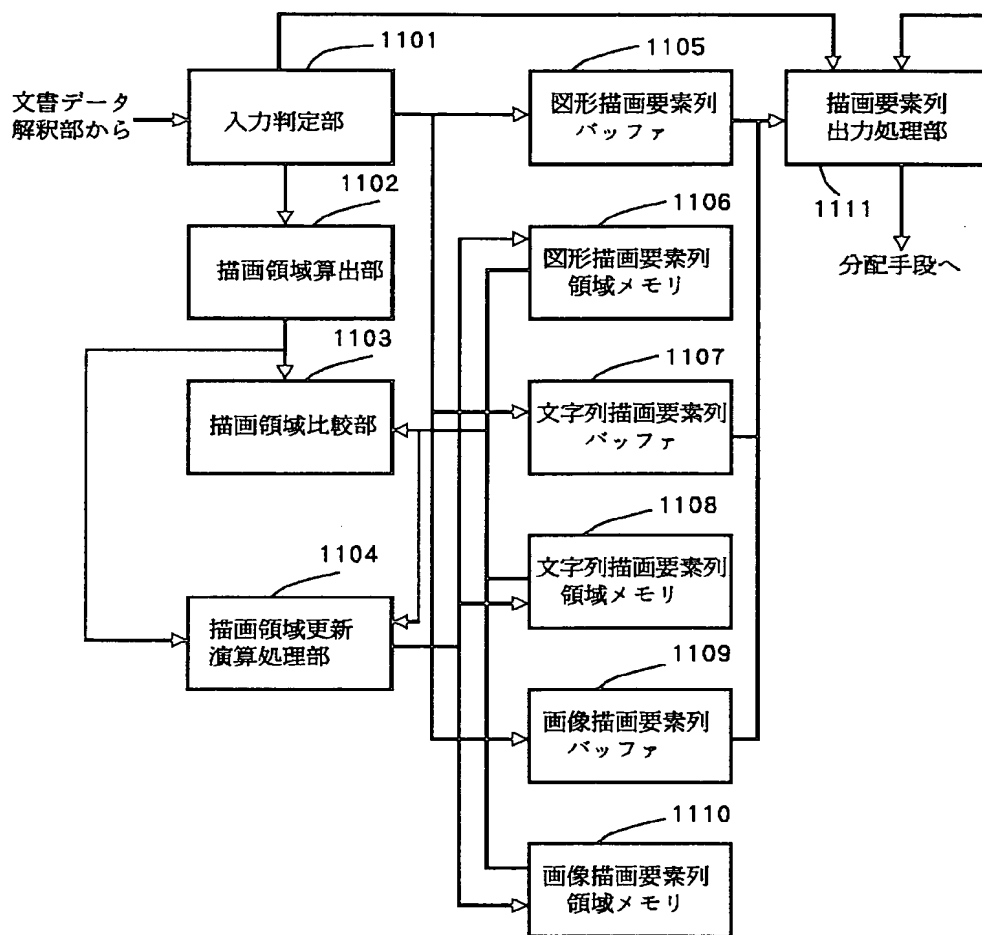 1101
1105
文書データ
解釈部から
入力判定部
図形描画要素列
バッファ
描画要素列
出力処理部
1102
1106
1111
描画領域算出部
図形描画要素列
領域メモリ
分配手段へ
1103
1107
描画領域比較部
文字列描画要素列
バッファ
1108
1104
文字列描画要素列
領域メモリ
描画領域更新
演算処理部
1109
画像描画要素列
バッファ
1110
画像描画要素列
領域メモリ